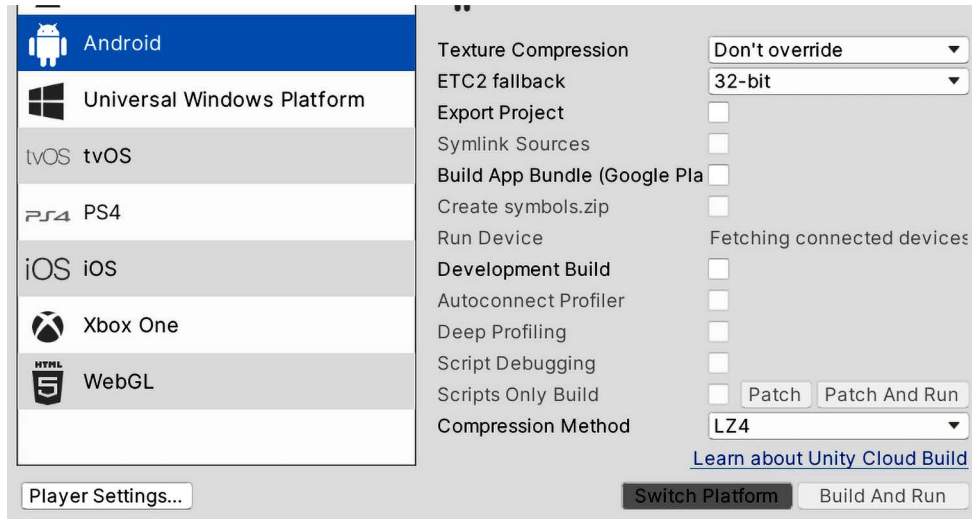 Android
Universal Windows Platform
tvOS tvOS
PS4 PS4
iOS iOS
Xbox One
HTML
5 WebGL
Player Settings...
Texture Compression Don't override
ETC2 fallback 32-bit
Export Project
Symlink Sources
Build App Bundle (Google Pla
Create symbols.zip
Run Device Fetching connected devices
Development Build
Autoconnect Profiler
Deep Profiling
Script Debugging
Scripts Only Build Patch Patch And Run
Compression Method LZ4
Learn about Unity Cloud Build
Switch Platform Build And Run